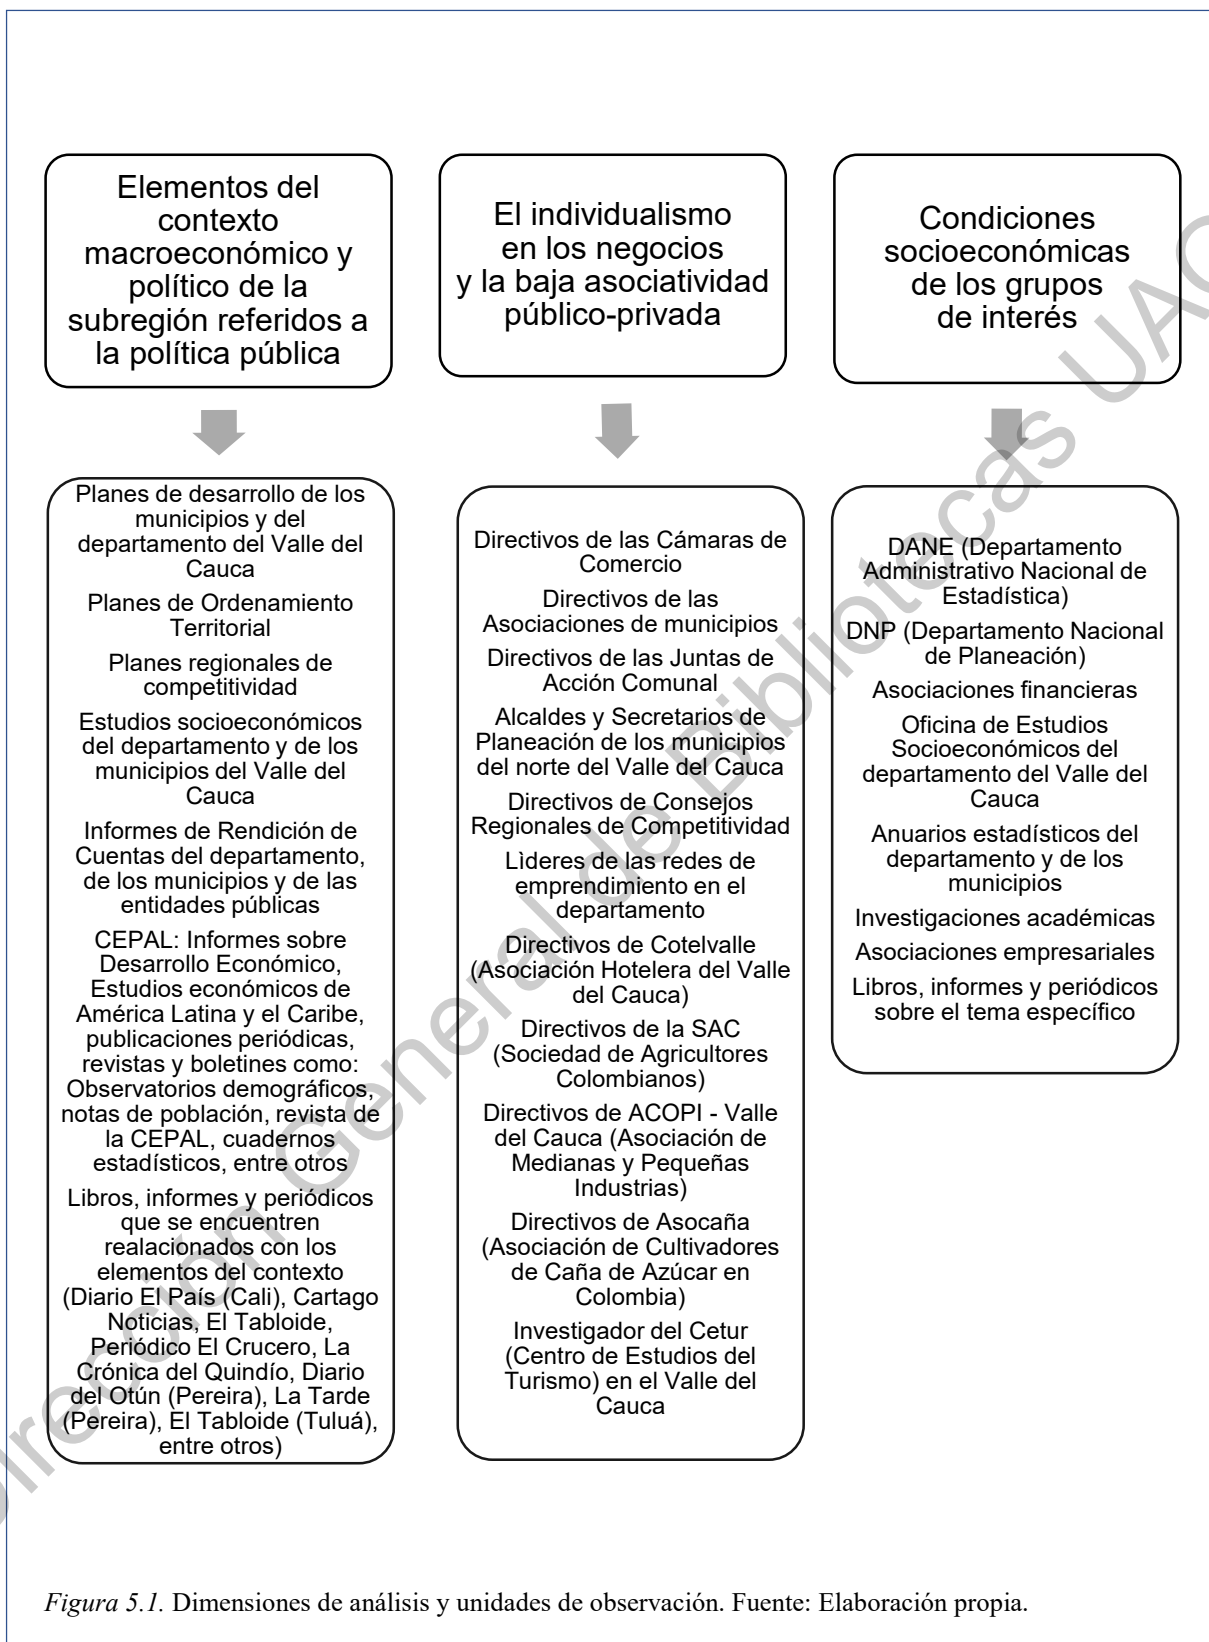 Elementos del
contexto
macroeconómico y
político de la
subregión referidos a
la política pública
El individualismo
en los negocios
y la baja asociatividad
público-privada
Condiciones
socioeconómicas
de los grupos
de interés
Planes de desarrollo de los
municipios y del
departamento del Valle del
Cauca
Planes de Ordenamiento
Territorial
Planes regionales de
competitividad
Estudios socioeconómicos
del departamento y de los
municipios del Valle del
Cauca
Informes de Rendición de
Cuentas del departamento,
de los municipios y de las
entidades públicas
CEPAL: Informes sobre
Desarrollo Económico,
Estudios económicos de
América Latina y el Caribe,
publicaciones periódicas,
revistas y boletines como:
Observatorios demográficos,
notas de población, revista de
la CEPAL, cuadernos
estadísticos, entre otros
Libros, informes y periódicos
que se encuentren
realacionados con los
elementos del contexto
(Diario El País (Cali), Cartago
Noticias, El Tabloide,
Periódico El Crucero, La
Crónica del Quindío, Diario
del Otún (Pereira), La Tarde
(Pereira), El Tabloide (Tuluá),
entre otros)
Directivos de las Cámaras de
Comercio
Directivos de las
Asociaciones de municipios
Directivos de las Juntas de
Acción Comunal
Alcaldes y Secretarios de
Planeación de los municipios
del norte del Valle del Cauca
Directivos de Consejos
Regionales de Competitividad
Lìderes de las redes de
emprendimiento en el
departamento
Directivos de Cotelvalle
(Asociación Hotelera del Valle
del Cauca)
Directivos de la SAC
(Sociedad de Agricultores
Colombianos)
Directivos de ACOPI - Valle
del Cauca (Asociación de
Medianas y Pequeñas
Industrias)
Directivos de Asocaña
(Asociación de Cultivadores
de Caña de Azúcar en
Colombia)
Investigador del Cetur
(Centro de Estudios del
Turismo) en el Valle del
Cauca
DANE (Departamento
Administrativo Nacional de
Estadística)
DNP (Departamento Nacional
de Planeación)
Asociaciones financieras
Oficina de Estudios
Socioeconómicos del
departamento del Valle del
Cauca
Anuarios estadísticos del
departamento y de los
municipios
Investigaciones académicas
Asociaciones empresariales
Libros, informes y periódicos
sobre el tema específico
Figura 5.1. Dimensiones de análisis y unidades de observación. Fuente: Elaboración propia.
Dirección General de Bibliotecas UAQ